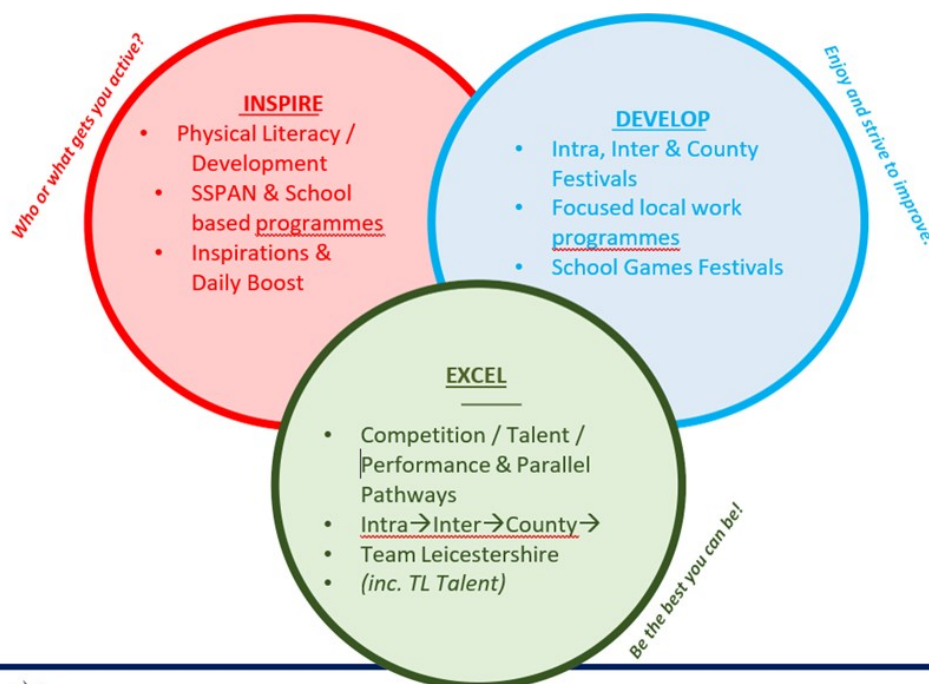 Who or what gets you active?
INSPIRE
• Physical Literacy /
Development
• SSPAN & School
based programmes
• Inspirations &
Daily Boost
DEVELOP
• Intra, Inter & County
Festivals
• Focused local work
programmes
• School Games Festivals
Enjoy and strive to improve.
EXCEL
• Competition / Talent /
Performance & Parallel
Pathways
• Intra→Inter→County→
• Team Leicestershire
• (inc. TL Talent)
Be the best you can be!